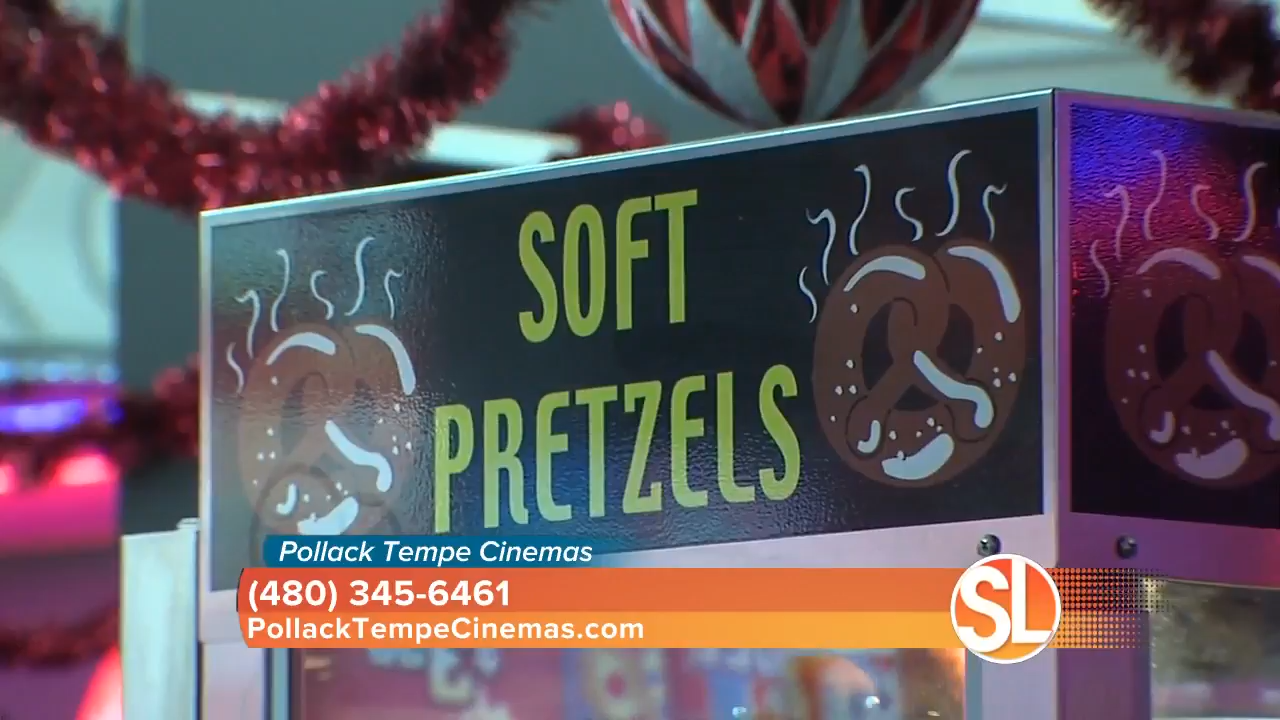 SOFT
PRETZELS
Pollack Tempe Cinemas
(480) 345-6461
PollackTempeCinemas.com
SL